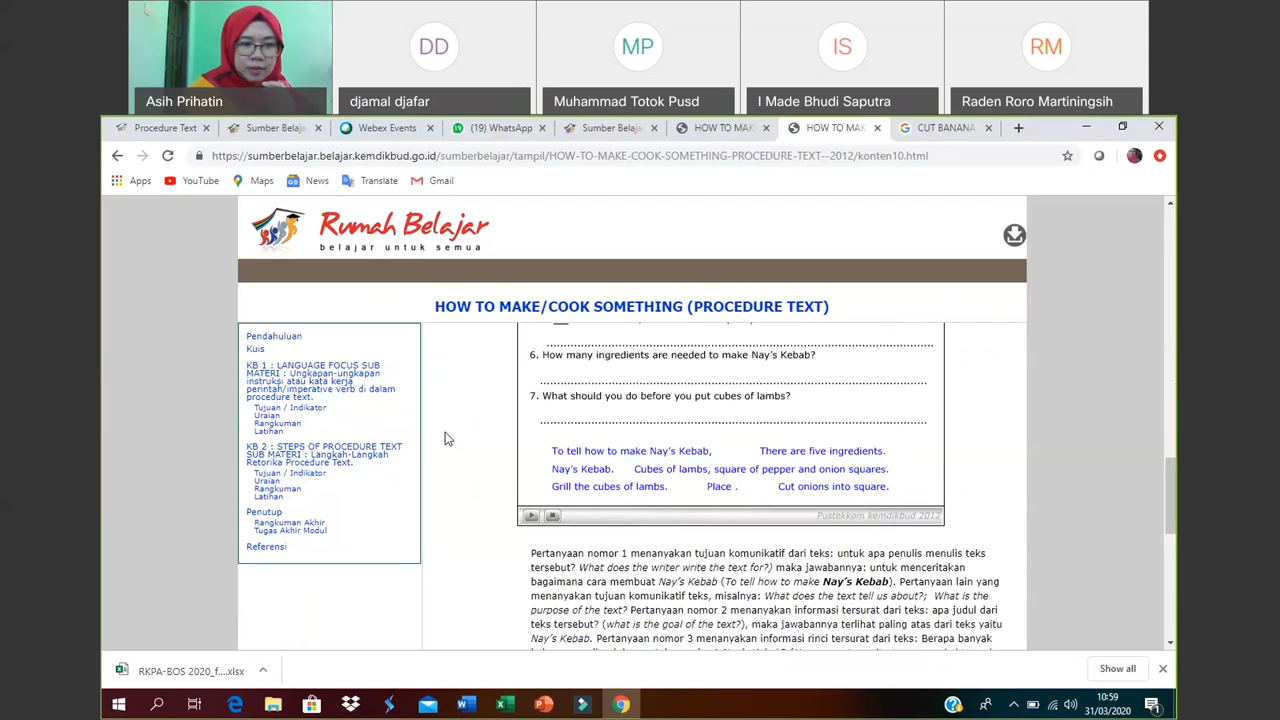 DD
MP
IS
RM
Asih Prihatin
djamal djafar
Muhammad Totok Pusd
I Made Bhudi Saputra
Raden Roro Martiningsih
Procedure Text
Sumber Belaja
Webex Events
(19) WhatsApp
Sumber Belaja
HOW TO MAK
HOW TO MAK
CUT BANANA
https://sumberbelajar.belajar.kemdikbud.go.id/sumberbelajar/tampil/HOW-TO-MAKE-COOK-SOMETHING-PROCEDURE-TEXT--2012/konten10.html
Apps
YouTube
Maps
News
Translate
Gmail
Rumah Belajar
belajar untuk semua
HOW TO MAKE/COOK SOMETHING (PROCEDURE TEXT)
Pendahuluan
Kuis
KB 1 : LANGUAGE FOCUS SUB
MATERI : Ungkapan-ungkapan
instruksi atau kata kerja
perintah/imperative verb di dalam
procedure text.
Tujuan / Indikator
Uraian
Rangkuman
Latihan
KB 2 : STEPS OF PROCEDURE TEXT
SUB MATERI : Langkah-Langkah
Retorika Procedure Text.
Tujuan / Indikator
Uraian
Rangkuman
Latihan
Penutup
Rangkuman Akhir
Tugas Akhir Modul
Referensi
6. How many ingredients are needed to make Nay's Kebab?
7. What should you do before you put cubes of lambs?
To tell how to make Nay's Kebab, There are five ingredients.
Nay's Kebab. Cubes of lambs, square of pepper and onion squares.
Grill the cubes of lambs. Place . Cut onions into square.
Pustekkom kemdikbud 2012
Pertanyaan nomor 1 menanyakan tujuan komunikatif dari teks: untuk apa penulis menulis teks
tersebut? What does the writer write the text for?) maka jawabannya: untuk menceritakan
bagaimana cara membuat Nay's Kebab (To tell how to make Nay's Kebab). Pertanyaan lain yang
menanyakan tujuan komunikatif teks, misalnya: What does the text tell us about?; What is the
purpose of the text? Pertanyaan nomor 2 menanyakan informasi tersurat dari teks: apa judul dari
teks tersebut? (what is the goal of the text?), maka jawabannya terlihat paling atas dari teks yaitu
Nay's Kebab. Pertanyaan nomor 3 menanyakan informasi rinci tersurat dari teks: Berapa banyak
RKPA-BOS 2020_f....xlsx
Show all
10:59
31/03/2020